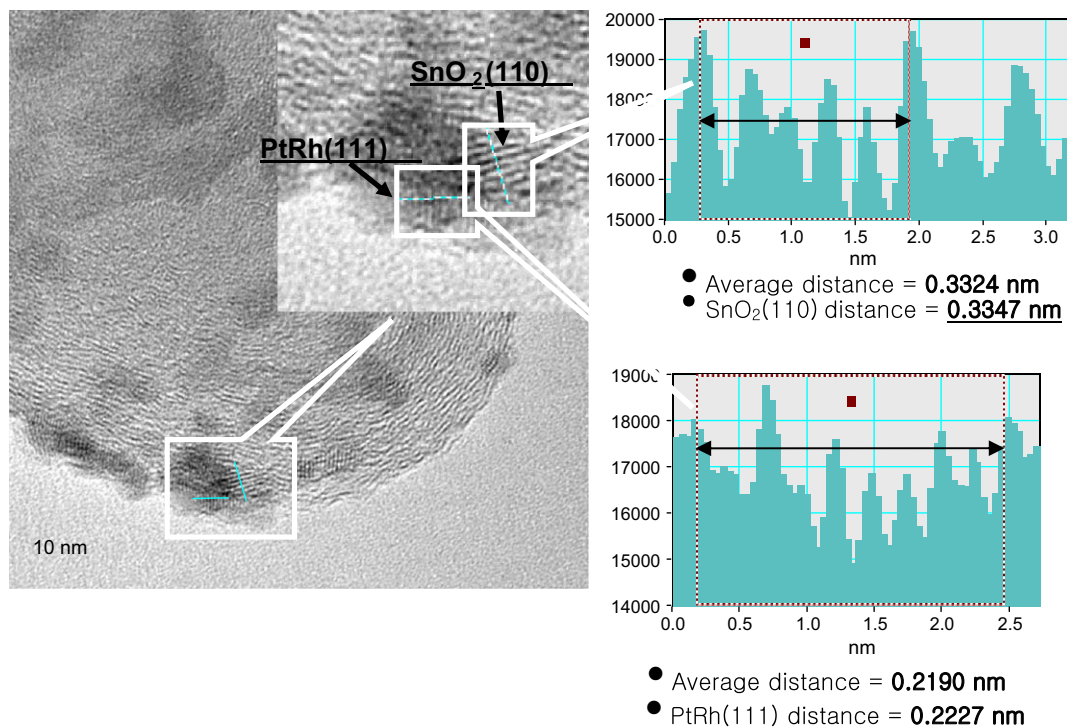 SnO2(110)
PtRh(111)
10 nm
20000
19000
18000
17000
16000
15000
0.0 0.5 1.0 1.5 2.0 2.5 3.0
nm
● Average distance = 0.3324 nm
● SnO2(110) distance = 0.3347 nm
19000
18000
17000
16000
15000
14000
0.0 0.5 1.0 1.5 2.0 2.5
nm
● Average distance = 0.2190 nm
● PtRh(111) distance = 0.2227 nm